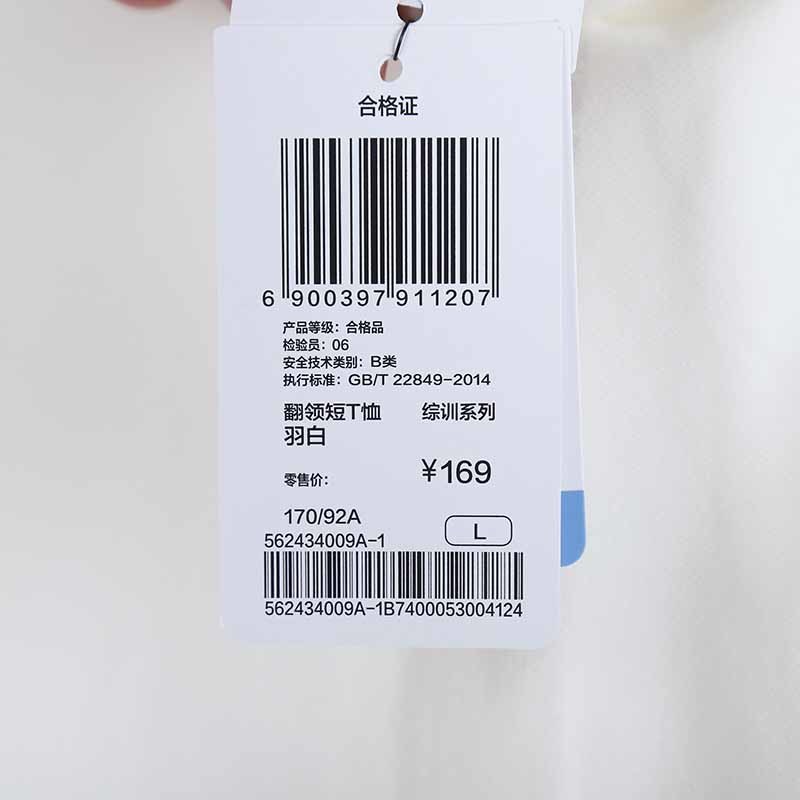 合格证
6 900397 911207
产品等级：合格品
检验员：06
安全技术类别：B类
执行标准：GB/T 22849-2014
翻领短T恤 综训系列
羽白
零售价： ¥169
170/92A
562434009A-1 L
562434009A-1B7400053004124